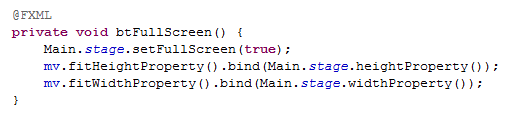 @FXML
private void btFullScreen() {
    Main.stage.setFullScreen(true);
    mv.fitHeightProperty().bind(Main.stage.heightProperty());
    mv.fitWidthProperty().bind(Main.stage.widthProperty());
}